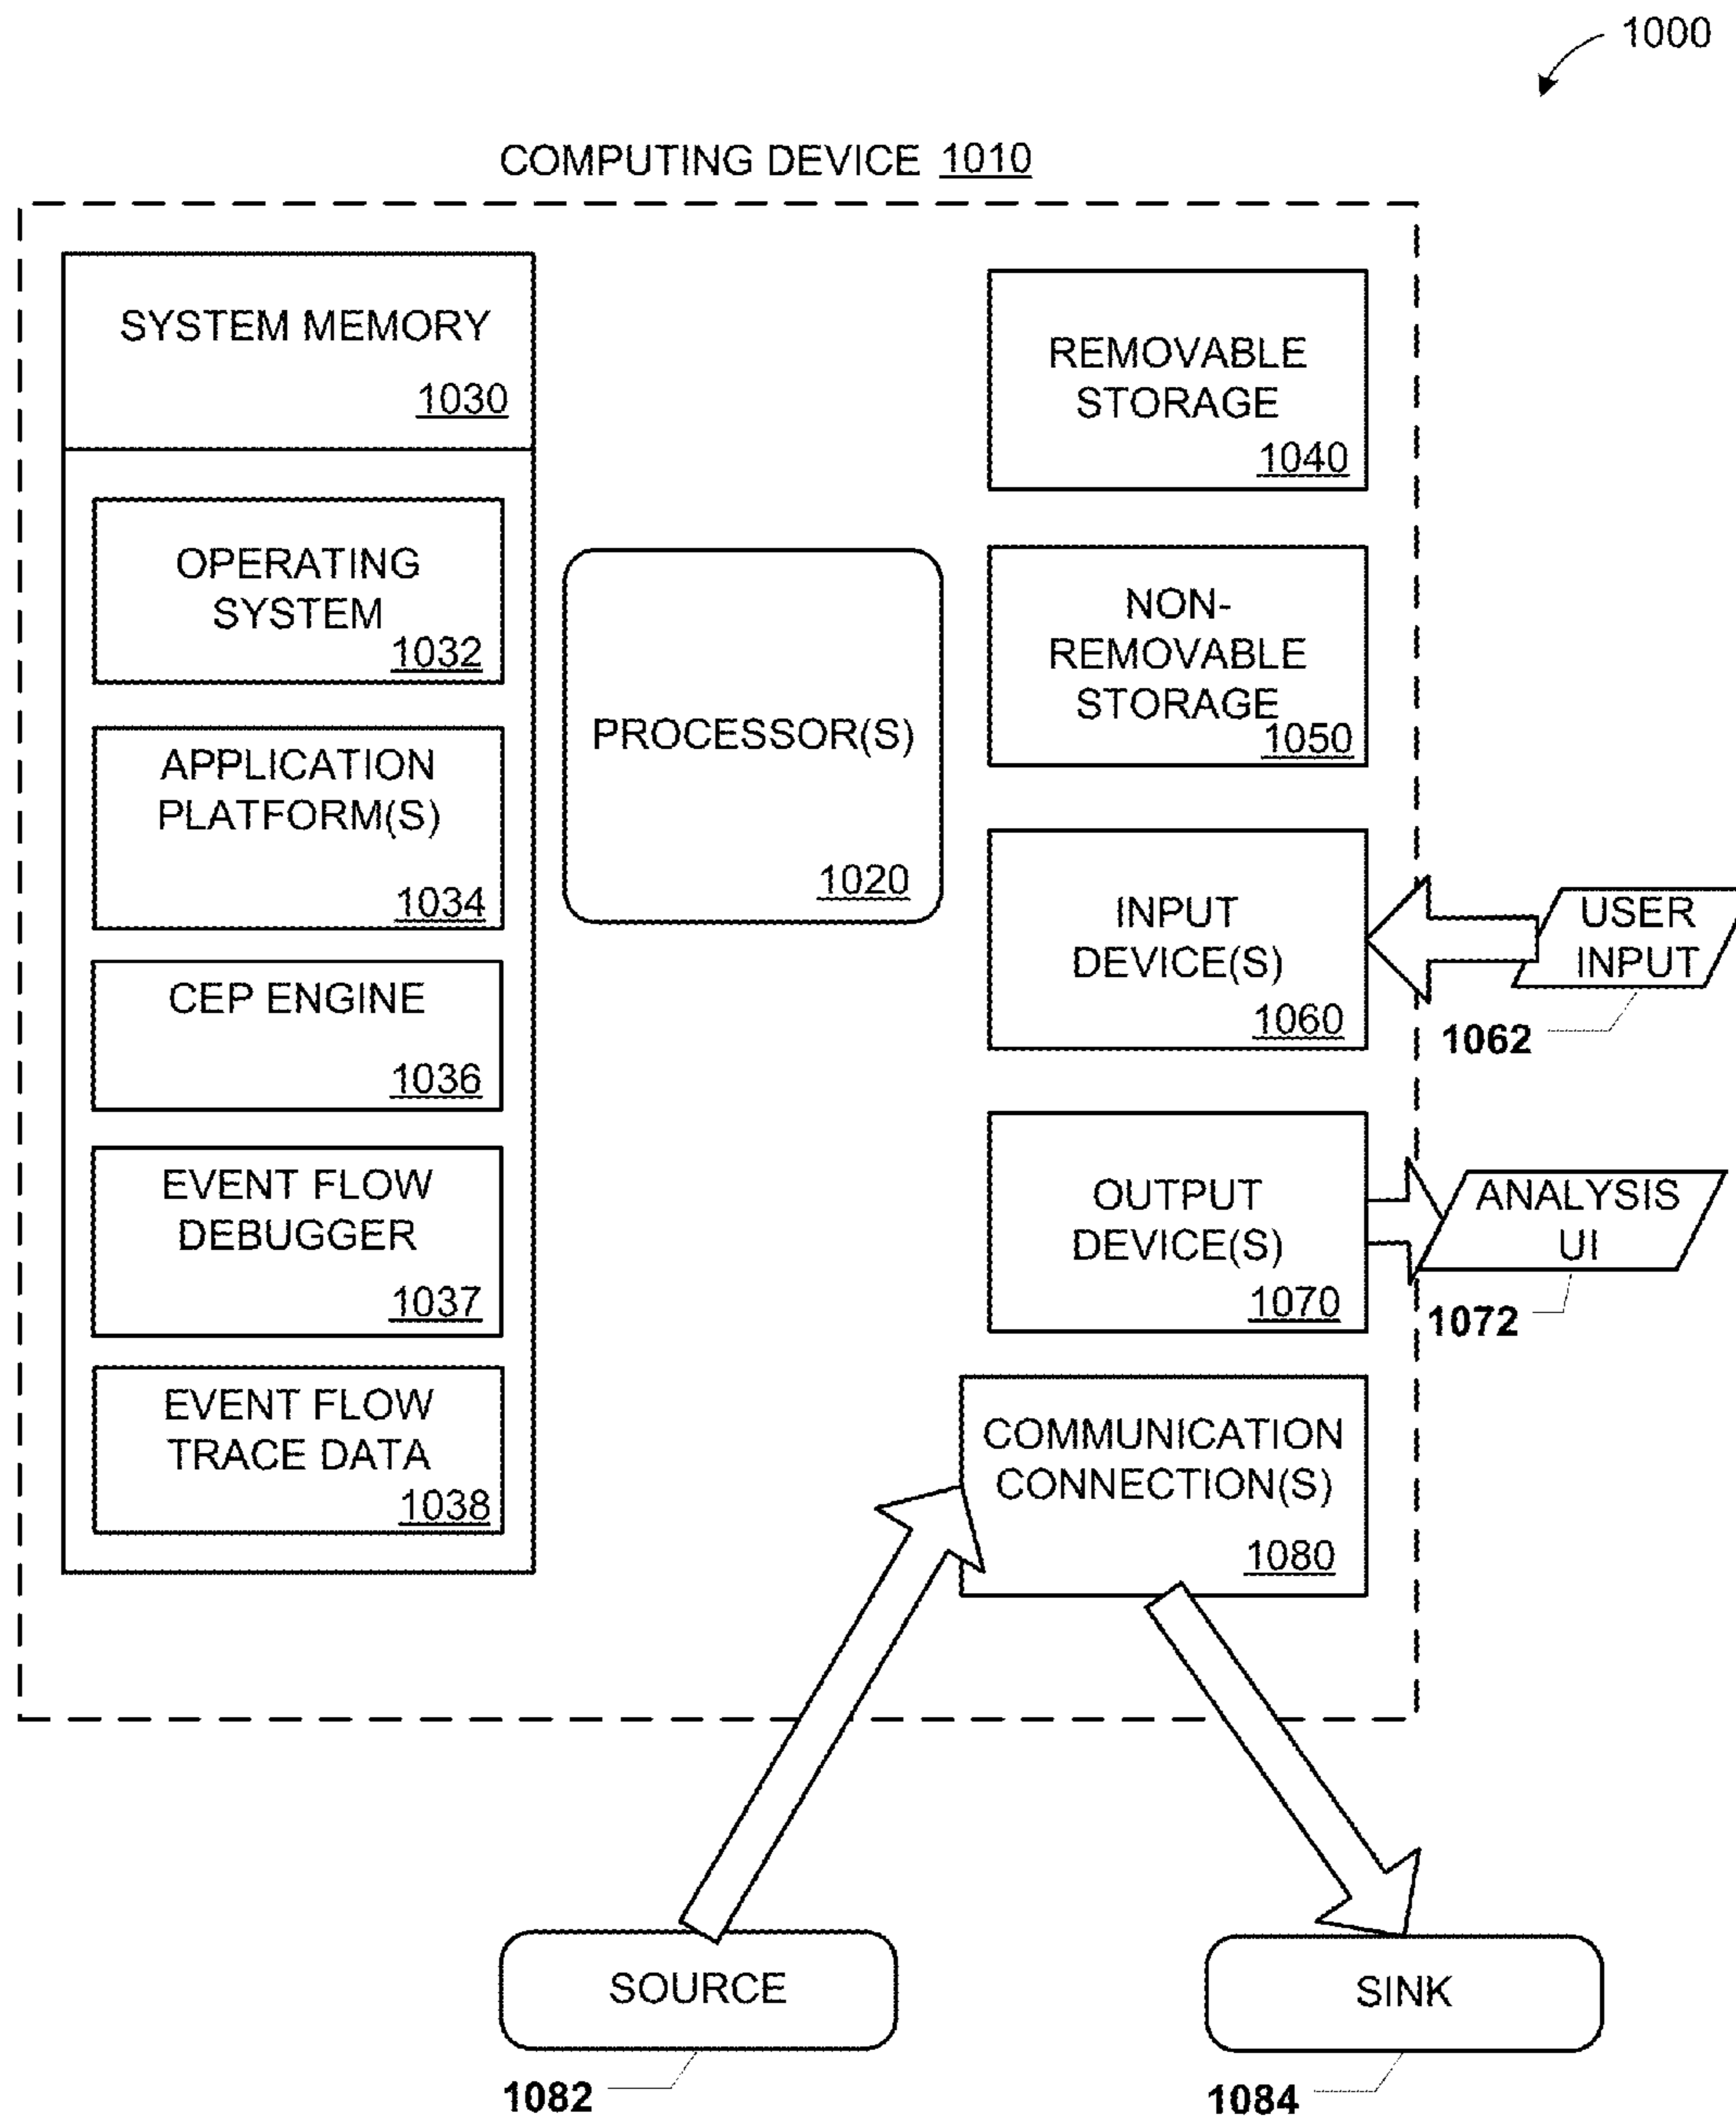 1000
COMPUTING DEVICE 1010
SYSTEM MEMORY
1030
OPERATING
SYSTEM
1032
APPLICATION
PLATFORM(S)
1034
CEP ENGINE
1036
EVENT FLOW
DEBUGGER
1037
EVENT FLOW
TRACE DATA
1038
PROCESSOR(S)
1020
REMOVABLE
STORAGE
1040
NON-
REMOVABLE
STORAGE
1050
INPUT
DEVICE(S)
1060
USER
INPUT
1062
OUTPUT
DEVICE(S)
1070
ANALYSIS
UI
1072
COMMUNICATION
CONNECTION(S)
1080
SOURCE
1082
SINK
1084